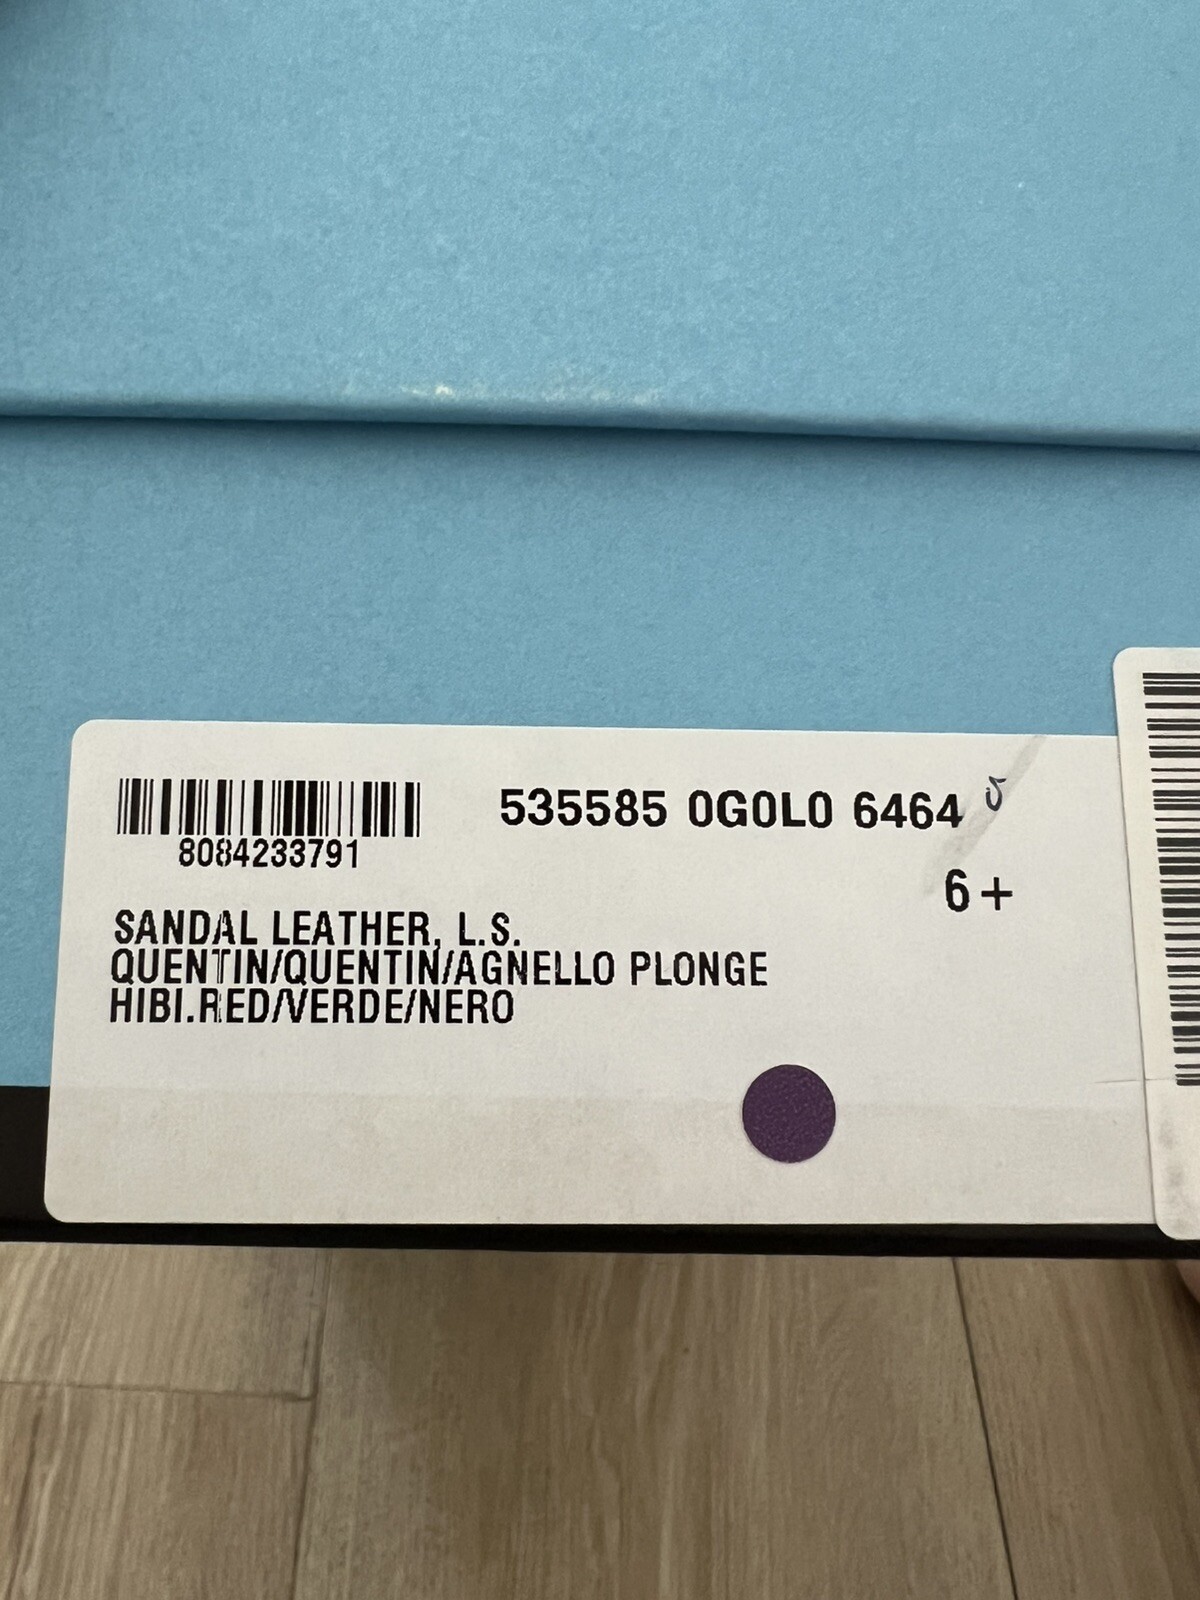 535585 0G0L0 6464
8084233791
6+
SANDAL LEATHER, L.S.
QUENTIN/QUENTIN/AGNELLO PLONGE
HIBI.RED/VERDE/NERO